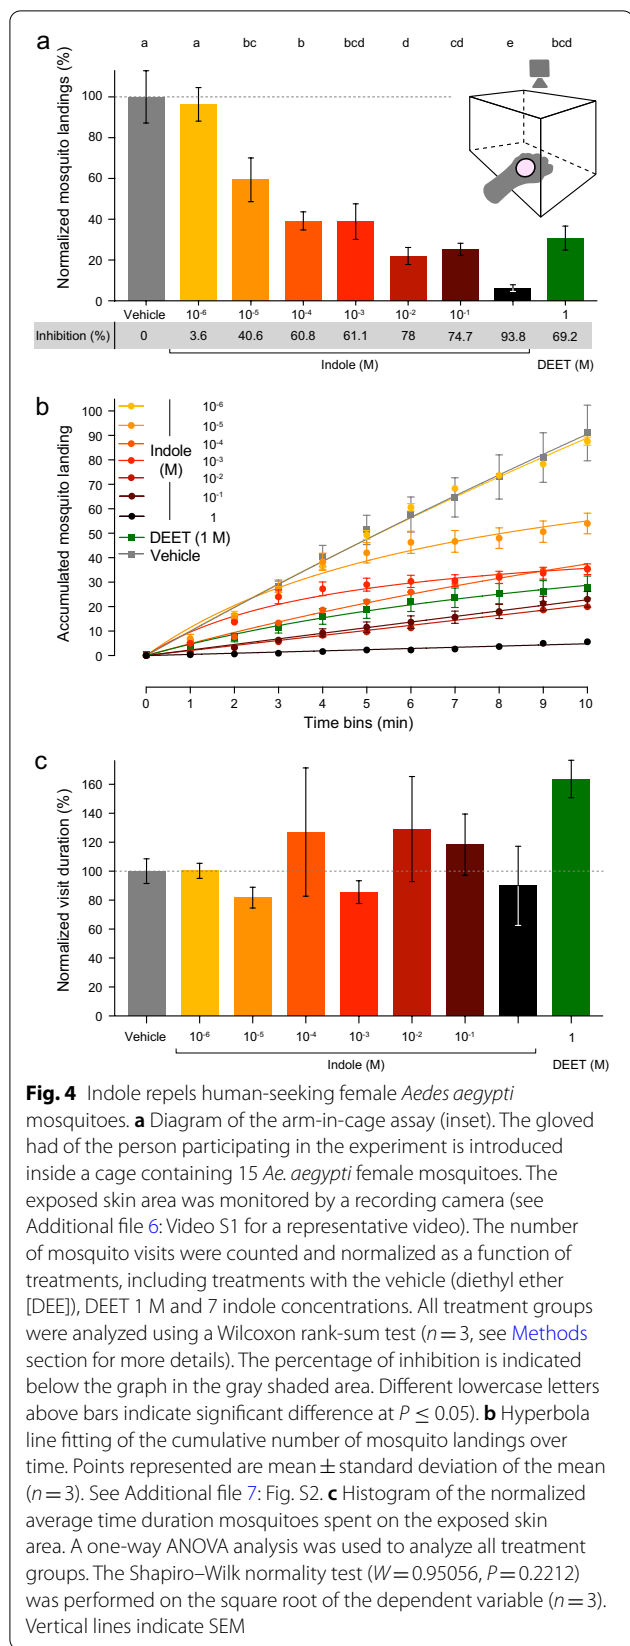 a
a a bc b bcd d cd e bcd
Normalized mosquito landings (%)
100
80
60
40
20
0
Vehicle 10⁻⁶ 10⁻⁵ 10⁻⁴ 10⁻³ 10⁻² 10⁻¹ 1 1
Inhibition (%) 0 3.6 40.6 60.8 61.1 78 74.7 93.8 69.2
Indole (M) DEET (M)
b
Accumulated mosquito landing
100
90
80
70
60
50
40
30
20
10
0
10⁻⁶
10⁻⁵
10⁻⁴
10⁻³
10⁻²
10⁻¹
1
Indole
(M)
DEET (1 M)
Vehicle
0 1 2 3 4 5 6 7 8 9 10
Time bins (min)
c
Normalized visit duration (%)
160
140
120
100
80
60
40
20
0
Vehicle 10⁻⁶ 10⁻⁵ 10⁻⁴ 10⁻³ 10⁻² 10⁻¹ 1
Indole (M) DEET (M)
Fig. 4 Indole repels human-seeking female Aedes aegypti
mosquitoes. a Diagram of the arm-in-cage assay (inset). The gloved
had of the person participating in the experiment is introduced
inside a cage containing 15 Ae. aegypti female mosquitoes. The
exposed skin area was monitored by a recording camera (see
Additional file 6: Video S1 for a representative video). The number
of mosquito visits were counted and normalized as a function of
treatments, including treatments with the vehicle (diethyl ether
[DEE]), DEET 1 M and 7 indole concentrations. All treatment groups
were analyzed using a Wilcoxon rank-sum test (n = 3, see Methods
section for more details). The percentage of inhibition is indicated
below the graph in the gray shaded area. Different lowercase letters
above bars indicate significant difference at P ≤ 0.05). b Hyperbola
line fitting of the cumulative number of mosquito landings over
time. Points represented are mean ± standard deviation of the mean
(n = 3). See Additional file 7: Fig. S2. c Histogram of the normalized
average time duration mosquitoes spent on the exposed skin
area. A one-way ANOVA analysis was used to analyze all treatment
groups. The Shapiro–Wilk normality test (W = 0.95056, P = 0.2212)
was performed on the square root of the dependent variable (n = 3).
Vertical lines indicate SEM